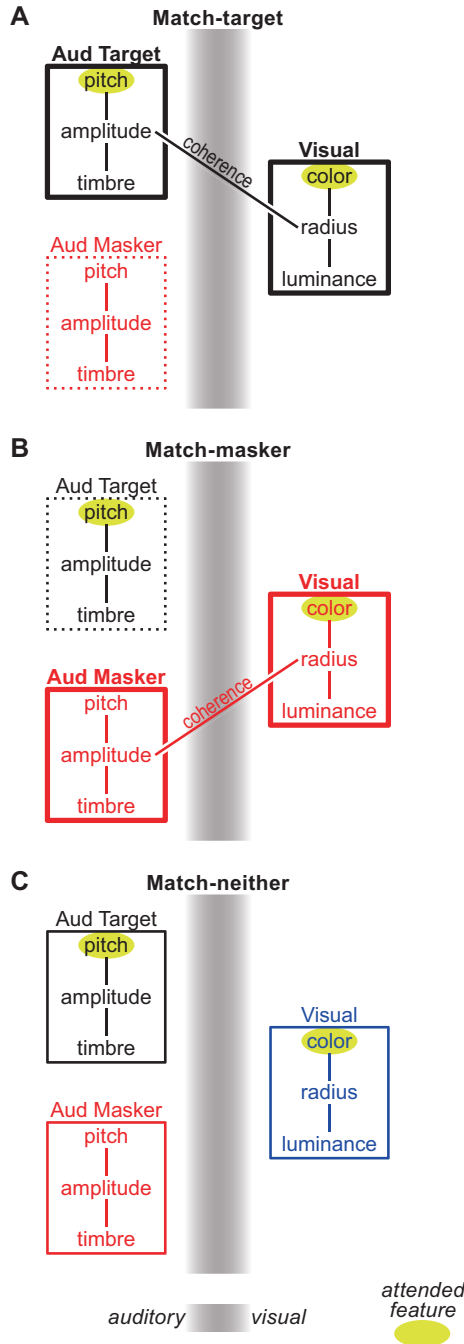 A
Match-target
Aud Target
pitch
amplitude
timbre
coherence
Visual
color
radius
luminance
Aud Masker
pitch
amplitude
timbre
B
Match-masker
Aud Target
pitch
amplitude
timbre
Visual
color
radius
luminance
coherence
Aud Masker
pitch
amplitude
timbre
C
Match-neither
Aud Target
pitch
amplitude
timbre
Visual
color
radius
luminance
Aud Masker
pitch
amplitude
timbre
auditory visual
attended
feature